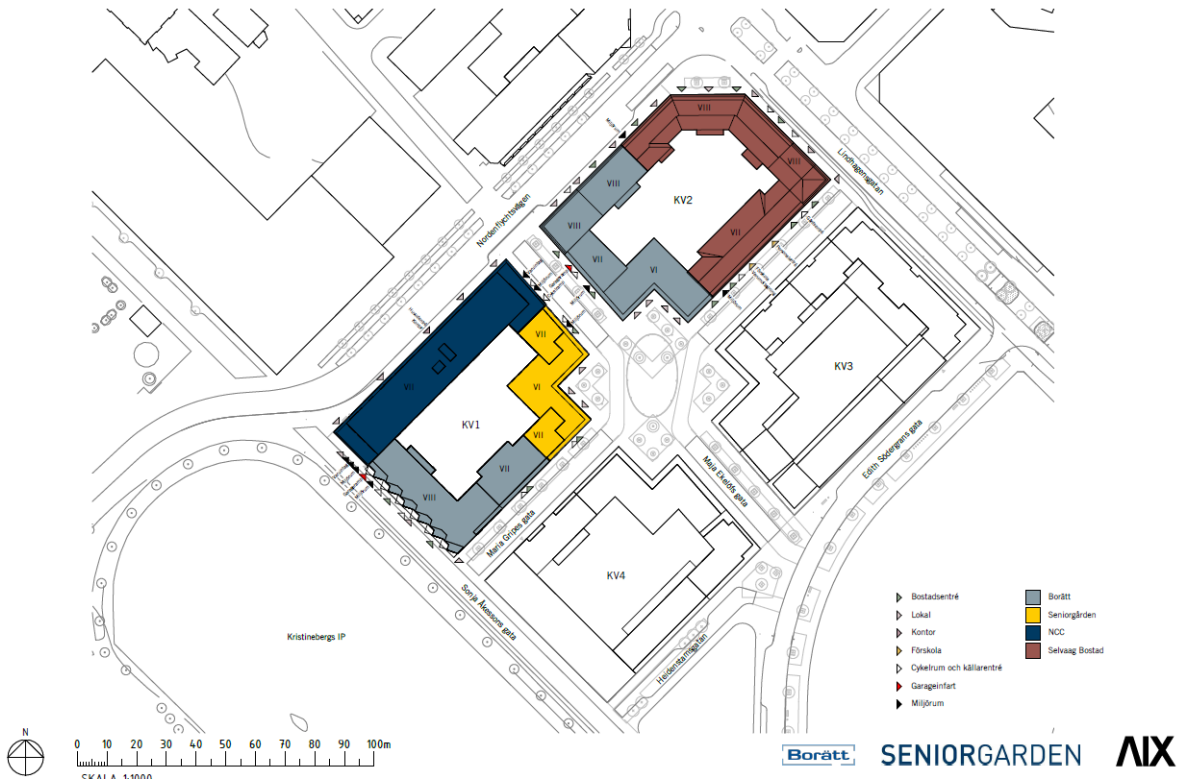 VIII
Lindhagensgatan
VIII
VIII
KV2
Nordenflychtsvägen
VIII
VII
VII
VI
VII
KV3
VII
VI
KV1
VII
VII
Edith Södergrans gata
Maja Ekelöfs gata
VIII
Maria Gripes gata
KV4
Sonja Åkessons gata
Kristinebergs IP
Heidenstamsgatan
Bostadsentré
Lokal
Kontor
Förskola
Cykelrum och källarentré
Garageinfart
Miljörum
Borätt
Seniorgården
NCC
Selvaag Bostad
N
0 10 20 30 40 50 60 70 80 90 100m
SKALA 1:1000
Borätt
SENIORGARDEN
AIX